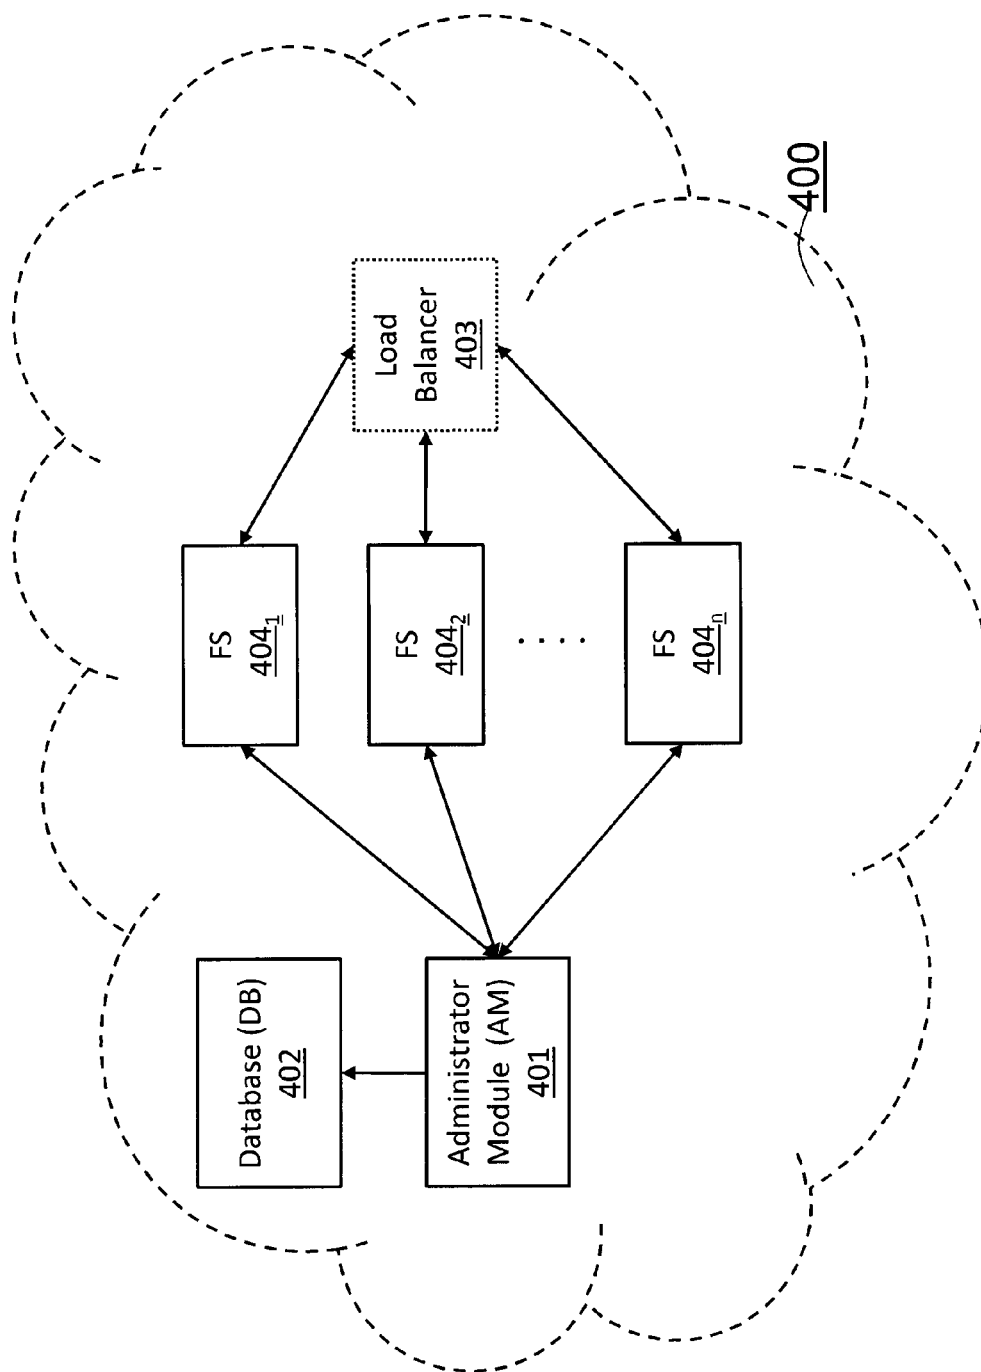 Database (DB)
402
Administrator
Module (AM)
401
FS
404₁
FS
404₂
. . . .
FS
404ₙ
Load
Balancer
403
400